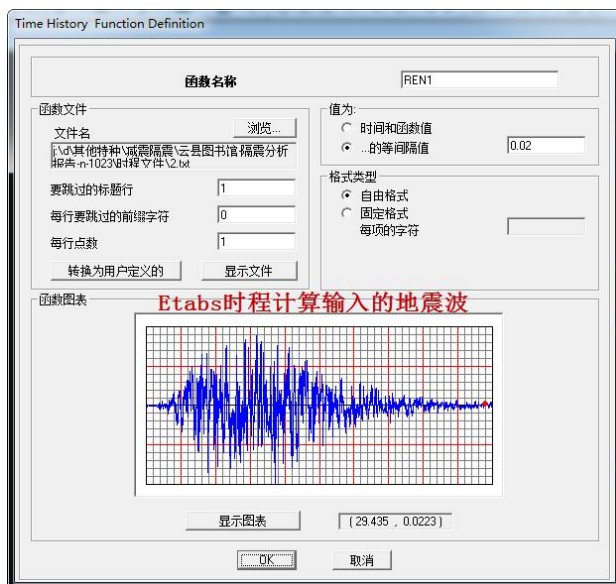 Time History Function Definition
函数名称
REN1
函数文件
文件名
浏览...
j:\d\其他特种\减震隔震\云县图书馆隔震分析
报告-n-1023\时程文件\2.txt
要跳过的标题行
1
每行要跳过的前缀字符
0
每行点数
1
转换为用户定义的
显示文件
值为:
时间和函数值
...的等间隔值
0.02
格式类型
自由格式
固定格式
每项的字符
函数图表
Etabs时程计算输入的地震波
显示图表
(29.435 , 0.0223)
OK
取消